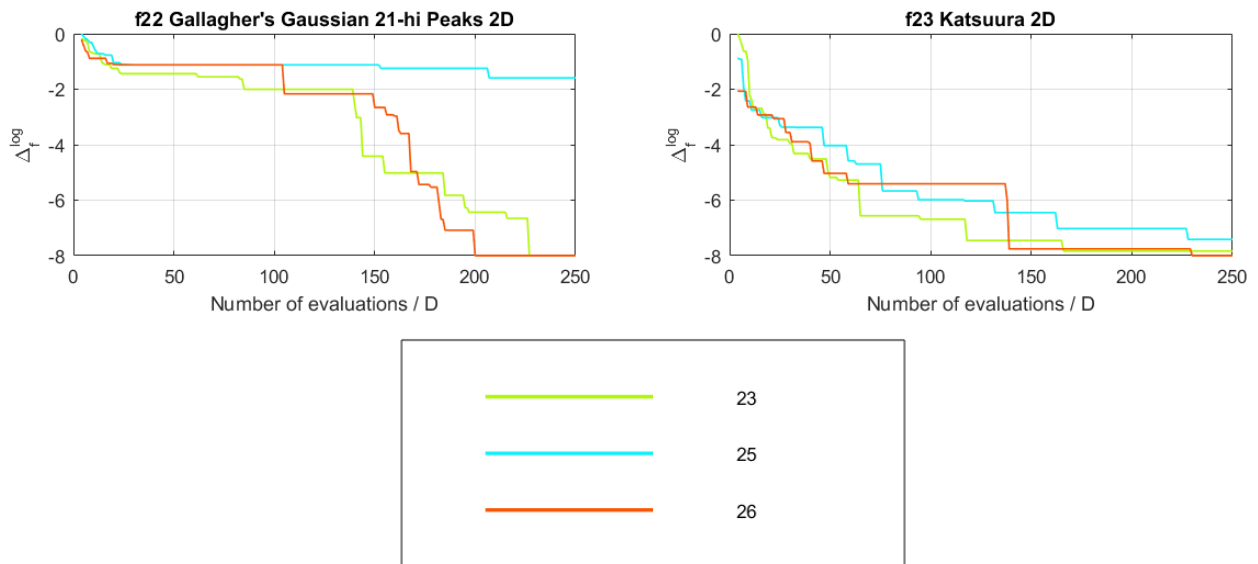 f22 Gallagher's Gaussian 21-hi Peaks 2D
0
-2
-4
-6
-8
Δ_f^log
0 50 100 150 200 250
Number of evaluations / D
f23 Katsuura 2D
0
-2
-4
-6
-8
Δ_f^log
0 50 100 150 200 250
Number of evaluations / D
23
25
26